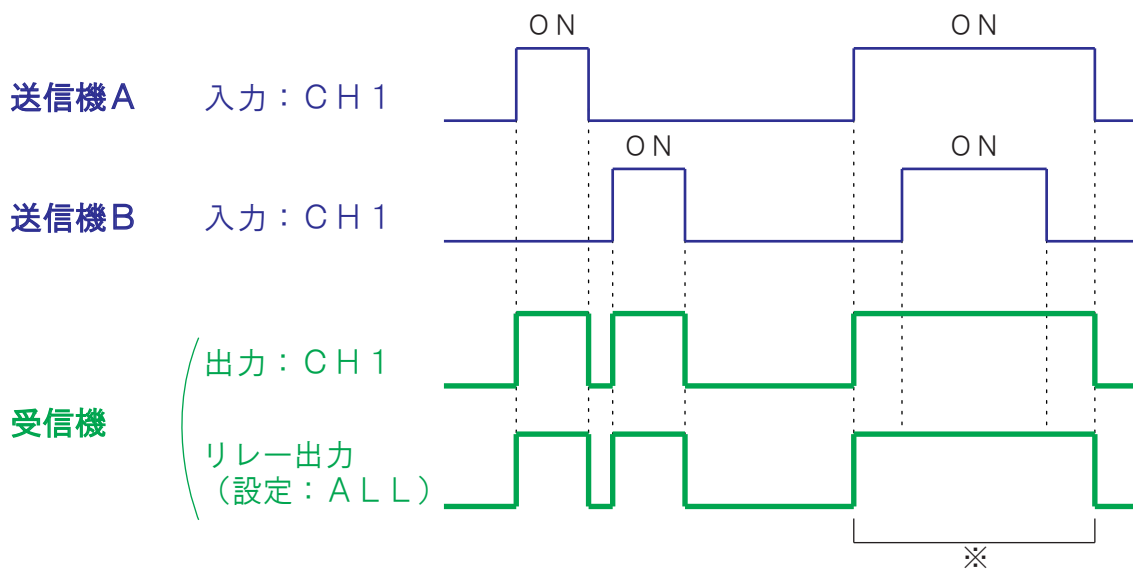 ON ON
送信機A 入力：CH1
ON ON
送信機B 入力：CH1
出力：CH1
受信機
リレー出力
（設定：ALL）
※